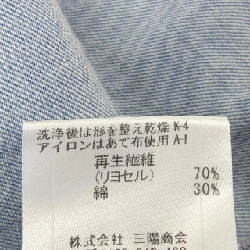 洗浄後は形を整え乾燥 K-4
アイロンはあて布使用 A-1
再生繊維
(リヨセル) 70%
綿 30%
株式会社 三陽商会